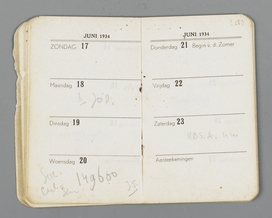 JUNI 1934
ZONDAG 17
Maandag 18
Dinsdag 19
Woensdag 20
149600
JUNI 1934
Donderdag 21 Begin v. d. Zomer
Vrijdag 22
Zaterdag 23
Aanteekeningen